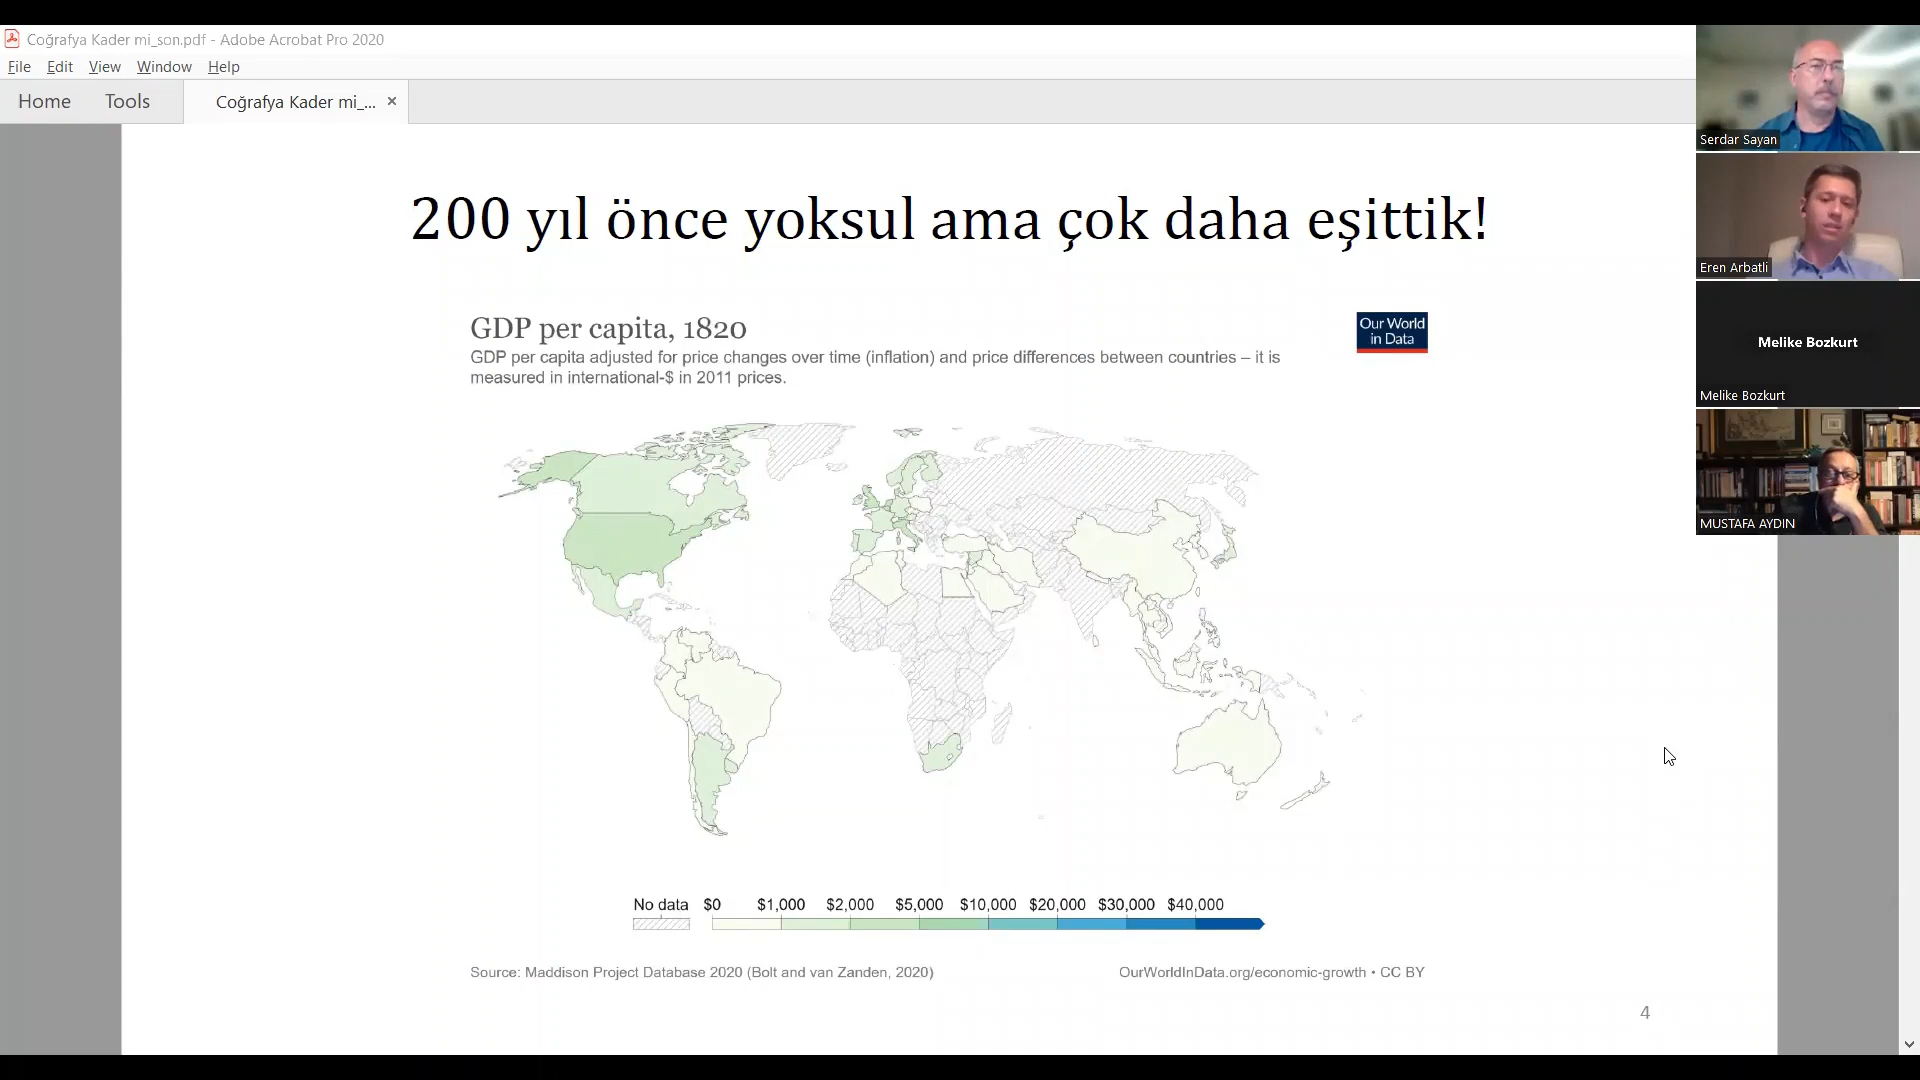 Coğrafya Kader mi_son.pdf - Adobe Acrobat Pro 2020
File Edit View Window Help
Home Tools Coğrafya Kader mi_... ×
200 yıl önce yoksul ama çok daha eşittik!
GDP per capita, 1820
GDP per capita adjusted for price changes over time (inflation) and price differences between countries – it is
measured in international-$ in 2011 prices.
Our World
in Data
No data $0 $1,000 $2,000 $5,000 $10,000 $20,000 $30,000 $40,000
Source: Maddison Project Database 2020 (Bolt and van Zanden, 2020)
OurWorldInData.org/economic-growth • CC BY
4
Serdar Sayan
Eren Arbatli
Melike Bozkurt
Melike Bozkurt
MUSTAFA AYDIN